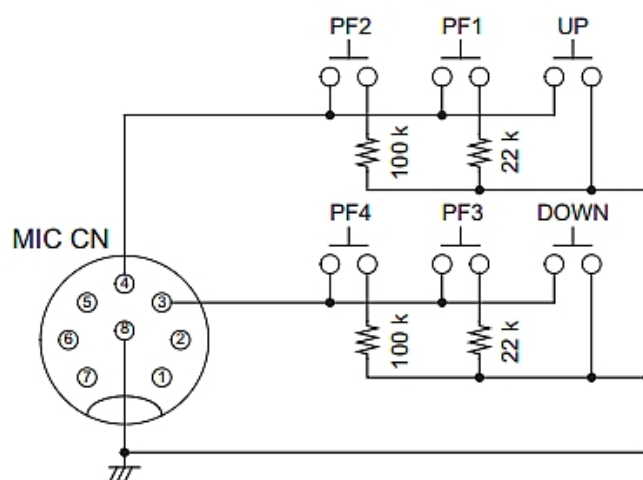 PF2 PF1 UP
100 k 22 k
PF4 PF3 DOWN
MIC CN
100 k 22 k
4
5 3
6 8 2
7 1